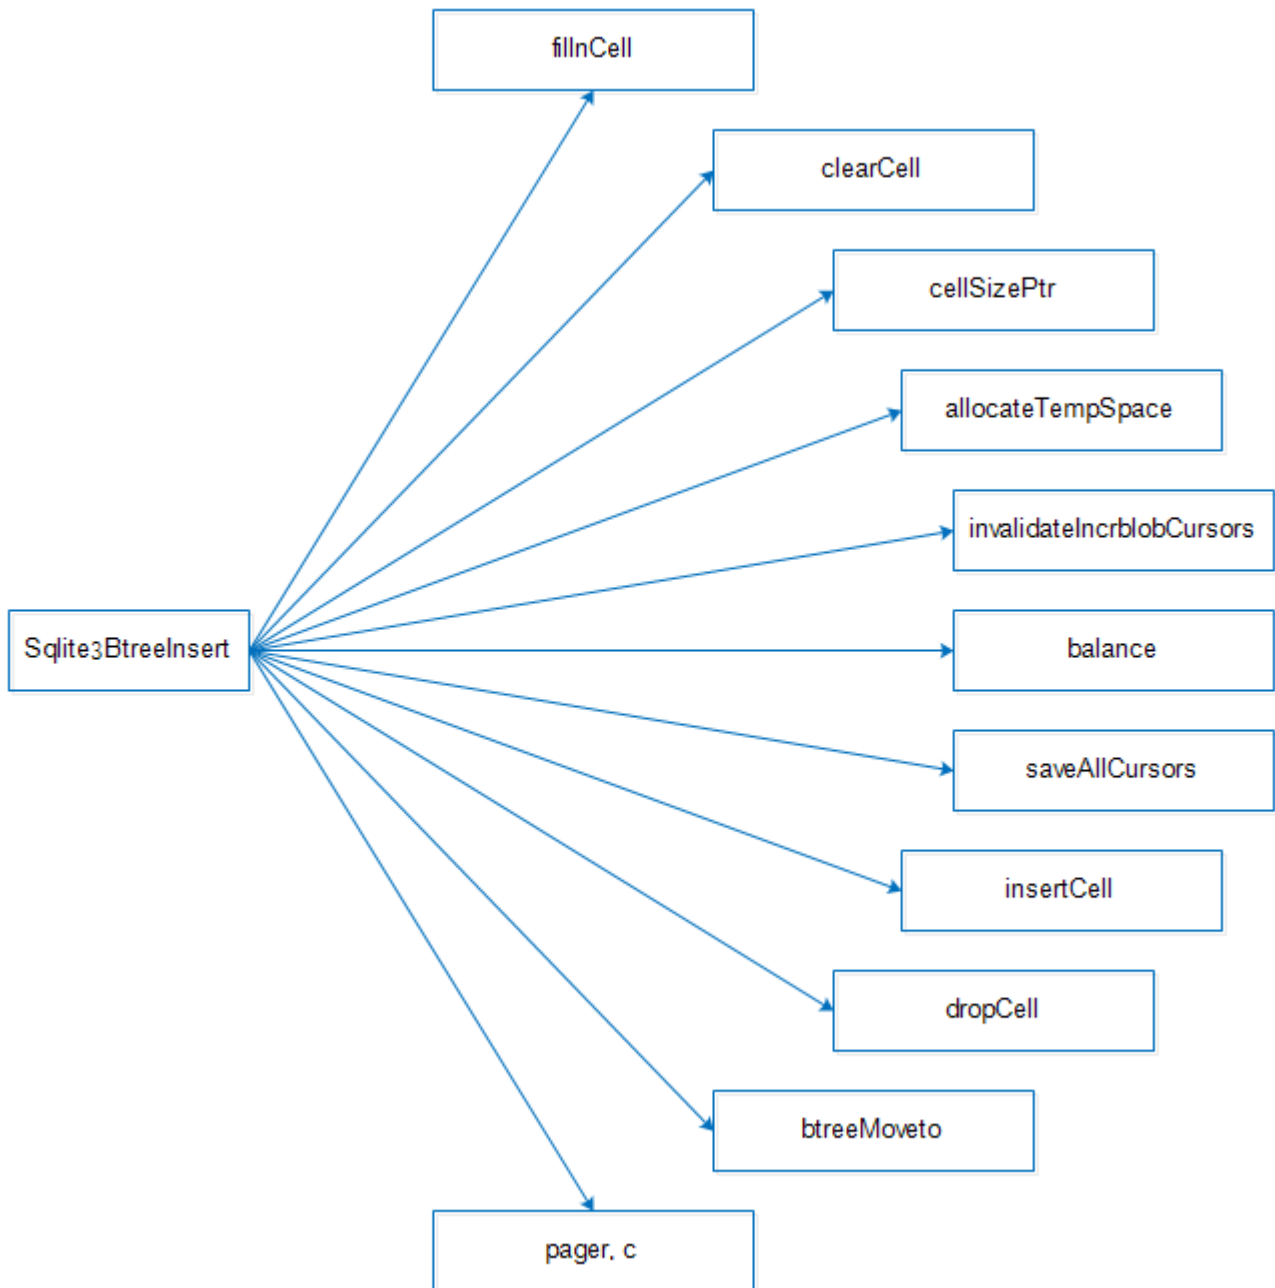 fillnCell
clearCell
cellSizePtr
allocateTempSpace
invalidateIncrblobCursors
Sqlite3BtreeInsert
balance
saveAllCursors
insertCell
dropCell
btreeMoveto
pager, c